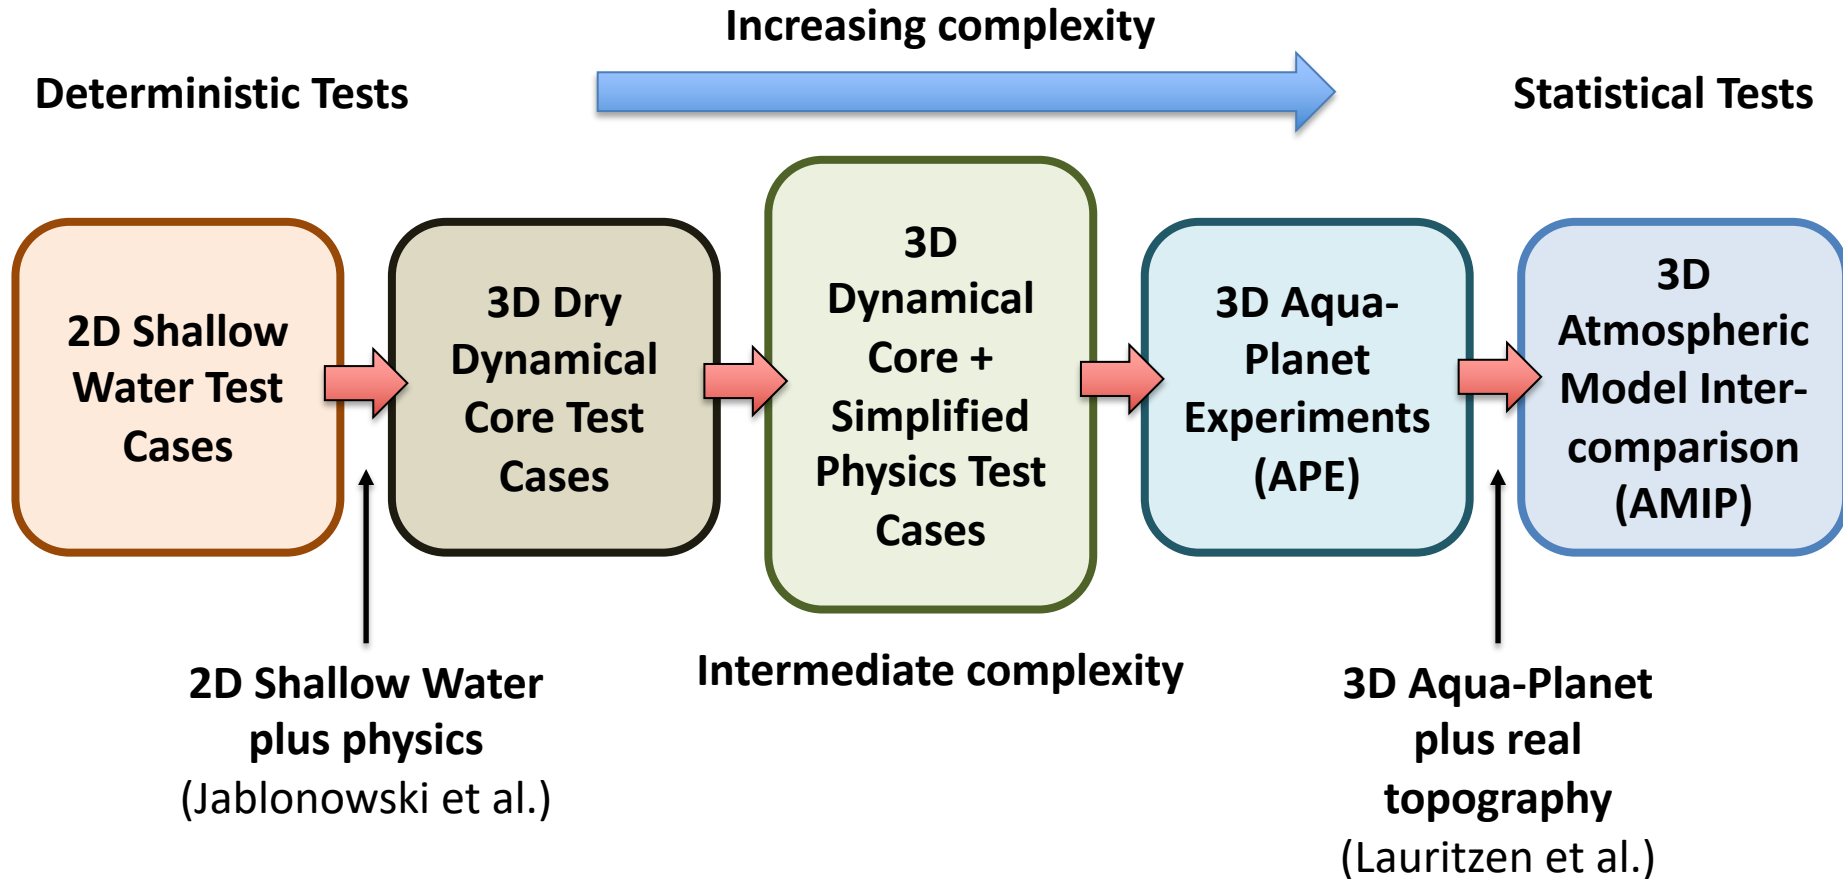 Increasing complexity
Deterministic Tests
Statistical Tests
2D Shallow
Water Test
Cases
3D Dry
Dynamical
Core Test
Cases
3D
Dynamical
Core +
Simplified
Physics Test
Cases
3D Aqua-
Planet
Experiments
(APE)
3D
Atmospheric
Model Inter-
comparison
(AMIP)
2D Shallow Water
plus physics
(Jablonowski et al.)
Intermediate complexity
3D Aqua-Planet
plus real
topography
(Lauritzen et al.)